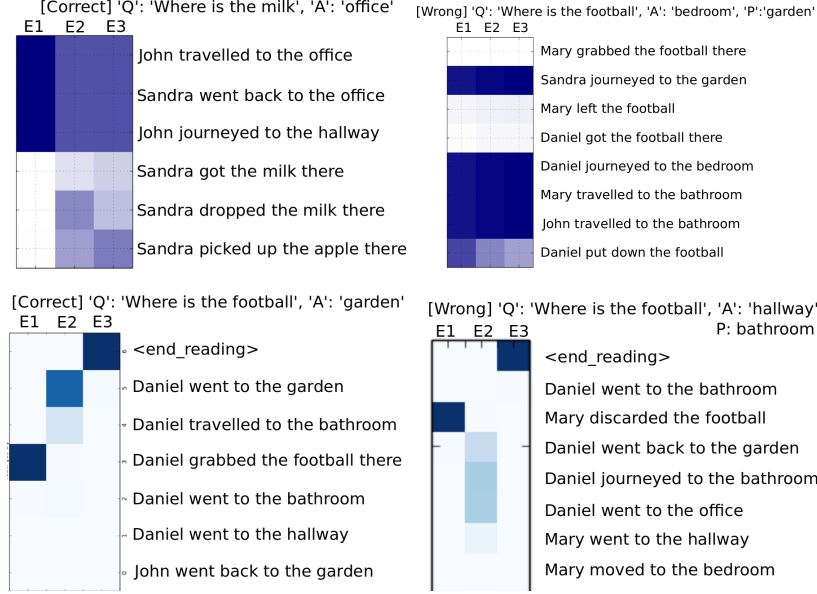 [Correct] 'Q': 'Where is the milk', 'A': 'office'
E1 E2 E3
John travelled to the office
Sandra went back to the office
John journeyed to the hallway
Sandra got the milk there
Sandra dropped the milk there
Sandra picked up the apple there
[Wrong] 'Q': 'Where is the football', 'A': 'bedroom', 'P':'garden'
E1 E2 E3
Mary grabbed the football there
Sandra journeyed to the garden
Mary left the football
Daniel got the football there
Daniel journeyed to the bedroom
Mary travelled to the bathroom
John travelled to the bathroom
Daniel put down the football
[Correct] 'Q': 'Where is the football', 'A': 'garden'
E1 E2 E3
6 <end_reading>
5 Daniel went to the garden
4 Daniel travelled to the bathroom
3 Daniel grabbed the football there
2 Daniel went to the bathroom
1 Daniel went to the hallway
0 John went back to the garden
[Wrong] 'Q': 'Where is the football', 'A': 'hallway'
P: bathroom
E1 E2 E3
<end_reading>
Daniel went to the bathroom
Mary discarded the football
Daniel went back to the garden
Daniel journeyed to the bathroom
Daniel went to the office
Mary went to the hallway
Mary moved to the bedroom